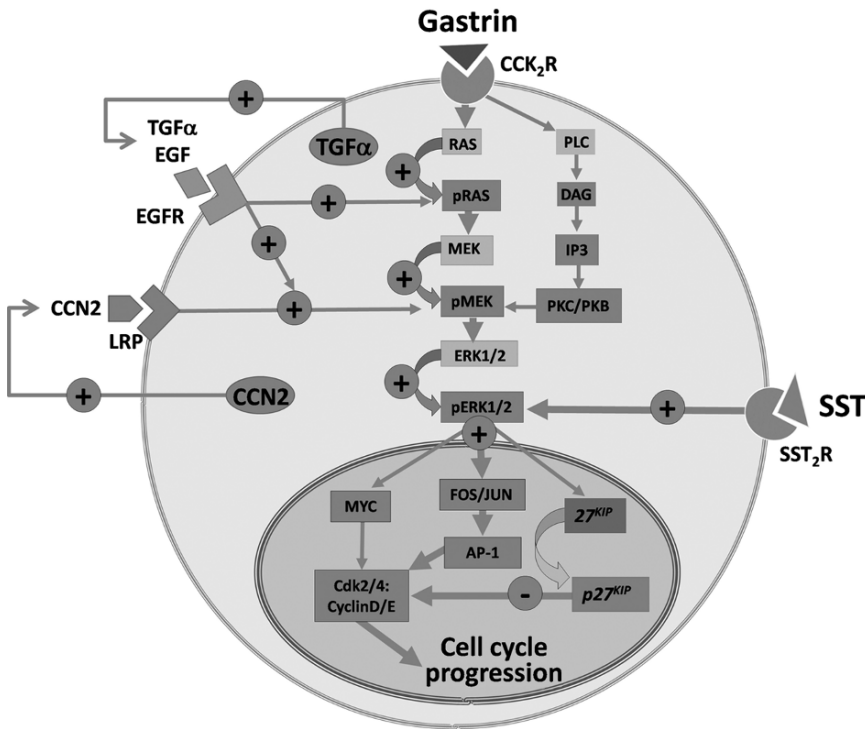 Gastrin
CCK₂R
+
TGFα
EGF
TGFα
RAS
PLC
+
EGFR
+
pRAS
DAG
+
MEK
IP3
+
CCN2
LRP
+
pMEK
PKC/PKB
ERK1/2
+
CCN2
+
pERK1/2
+
SST
SST₂R
+
MYC
FOS/JUN
27ᴷᴵᴾ
AP-1
Cdk2/4:
CyclinD/E
-
p27ᴷᴵᴾ
Cell cycle
progression